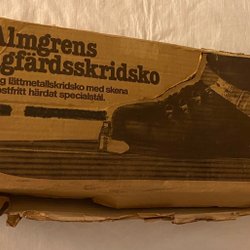 Almgrens
gfärdsskridsko
g lättmetallskridsko med skena
ostfritt härdat specialstål.